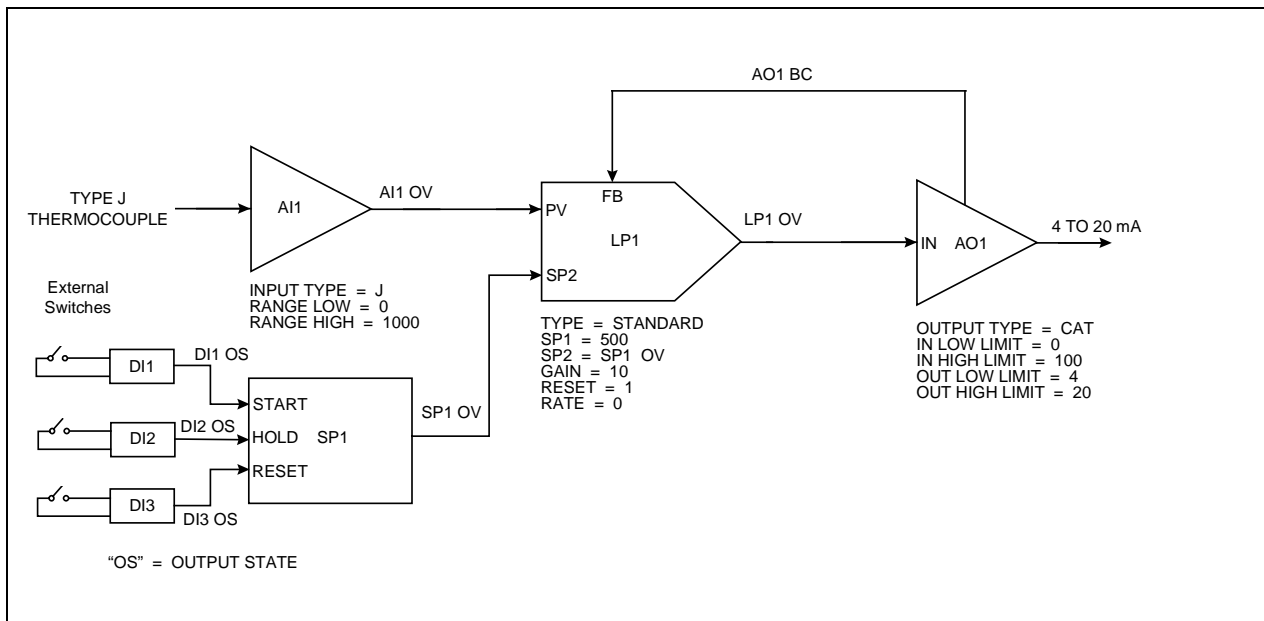 AO1 BC
TYPE J
THERMOCOUPLE
AI1
AI1 OV
PV
FB
LP1
SP2
LP1 OV
IN AO1
4 TO 20 mA
INPUT TYPE = J
RANGE LOW = 0
RANGE HIGH = 1000
TYPE = STANDARD
SP1 = 500
SP2 = SP1 OV
GAIN = 10
RESET = 1
RATE = 0
OUTPUT TYPE = CAT
IN LOW LIMIT = 0
IN HIGH LIMIT = 100
OUT LOW LIMIT = 4
OUT HIGH LIMIT = 20
External
Switches
DI1
DI1 OS
DI2
DI2 OS
DI3
DI3 OS
START
HOLD SP1
RESET
SP1 OV
“OS” = OUTPUT STATE